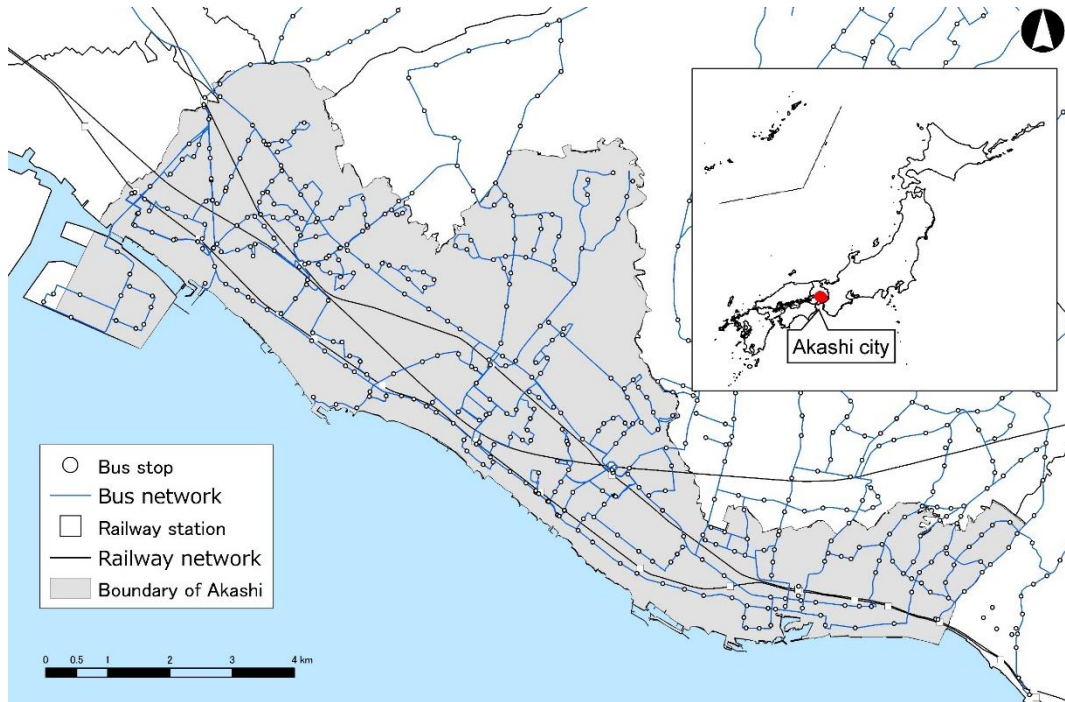 Akashi city
Bus stop
Bus network
Railway station
Railway network
Boundary of Akashi
0 0.5 1 2 3 4 km